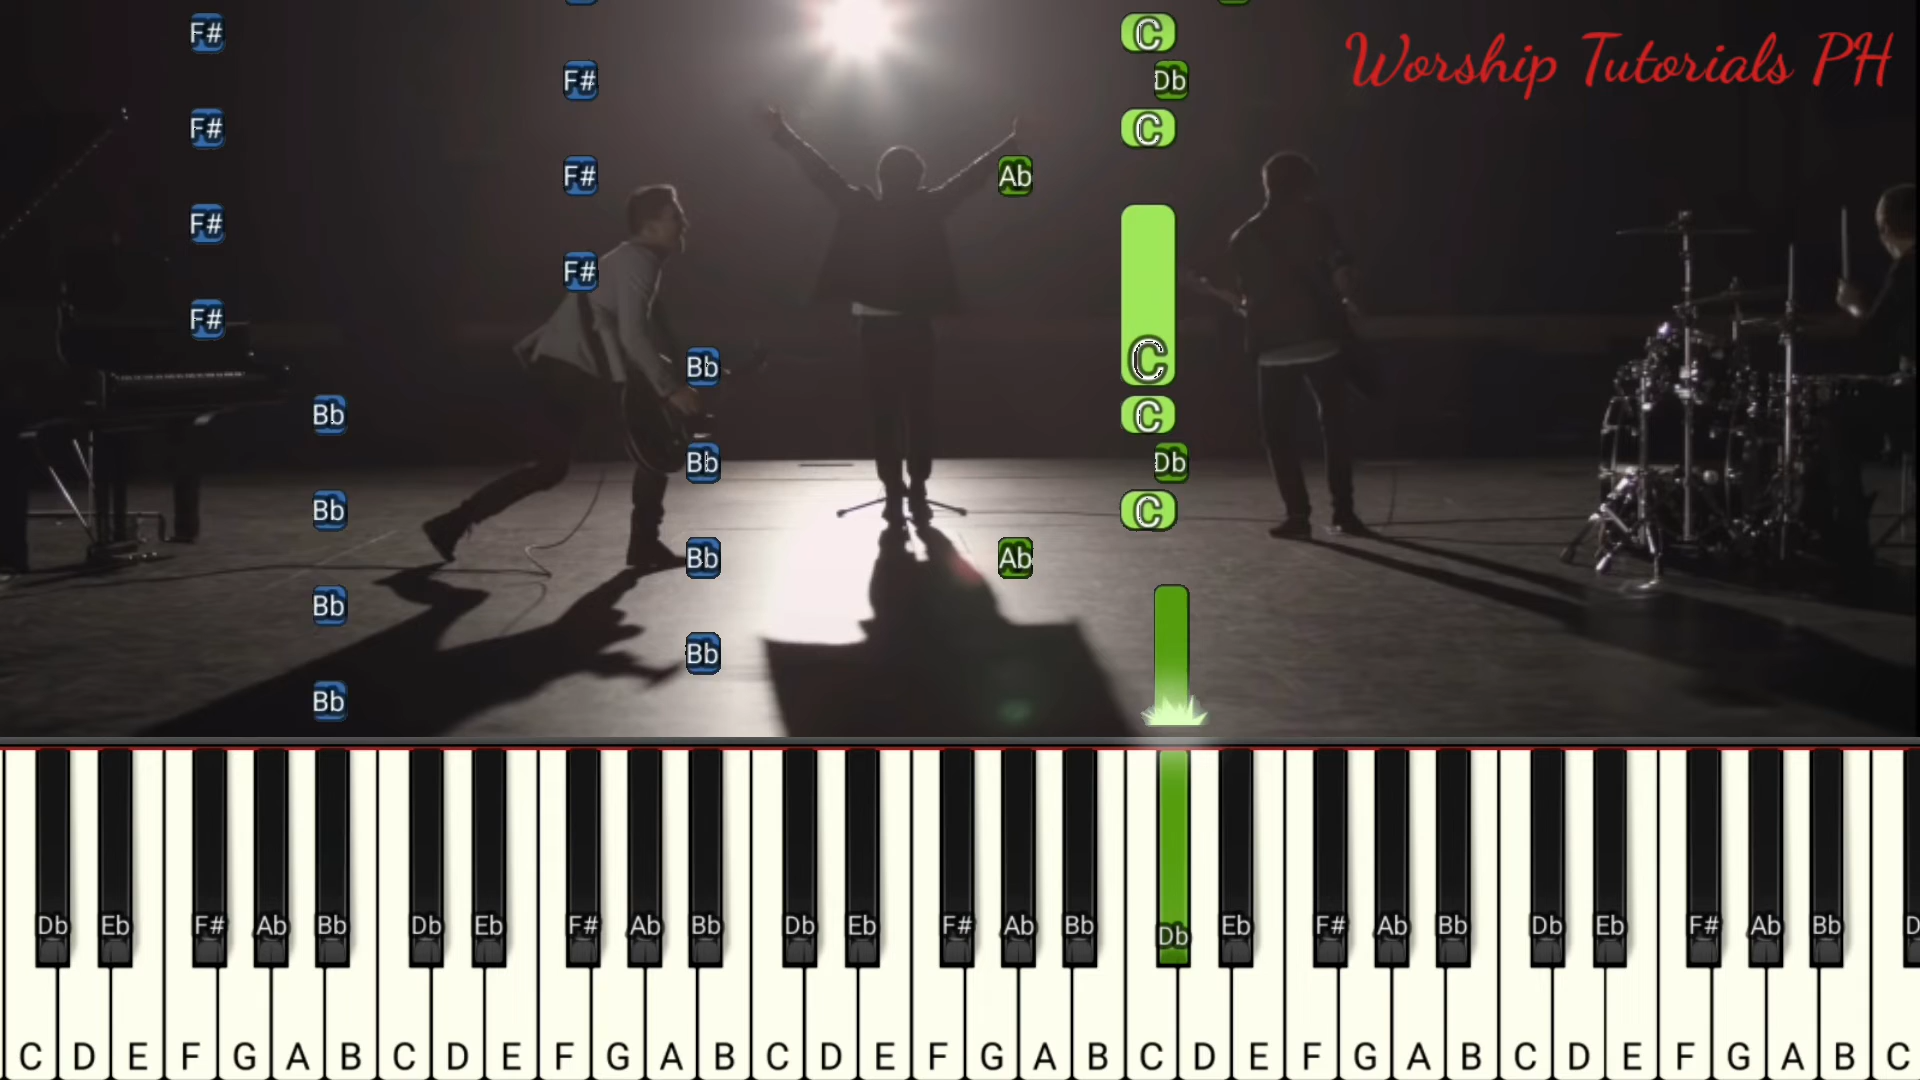 Worship Tutorials PH
F# C
F# Db
F# C
F# Ab
F#
F#
F#
Bb C
Bb C
Bb Db
Bb C
Bb Ab
Bb
Bb
Bb
Db Eb F# Ab Bb Db Eb F# Ab Bb Db Eb F# Ab Bb Db Eb F# Ab Bb Db Eb F# Ab Bb D
C D E F G A B C D E F G A B C D E F G A B C D E F G A B C D E F G A B C